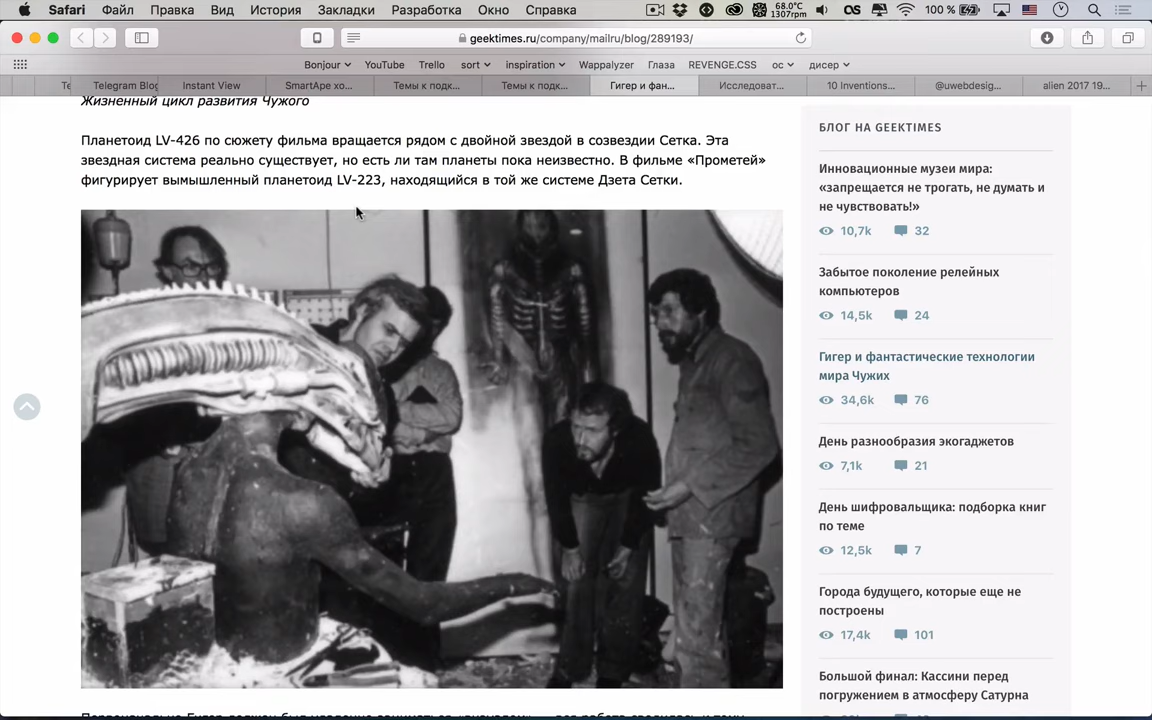 Safari Файл Правка Вид История Закладки Разработка Окно Справка 68.0°C 1307rpm 100 %
geektimes.ru/company/mailru/blog/289193/
Bonjour YouTube Trello sort inspiration Wappalyzer Глаза REVENGE.CSS ос дисер
Те Telegram Blog Instant View SmartApe хо... Темы к подк... Темы к подк... Гигер и фан... Исследоват... 10 Inventions... @uwebdesig... alien 2017 19...
Жизненный цикл развития Чужого
Планетоид LV-426 по сюжету фильма вращается рядом с двойной звездой в созвездии Сетка. Эта
звездная система реально существует, но есть ли там планеты пока неизвестно. В фильме «Прометей»
фигурирует вымышленный планетоид LV-223, находящийся в той же системе Дзета Сетки.
БЛОГ НА GEEKTIMES
Инновационные музеи мира:
«запрещается не трогать, не думать и
не чувствовать!»
10,7k 32
Забытое поколение релейных
компьютеров
14,5k 24
Гигер и фантастические технологии
мира Чужих
34,6k 76
День разнообразия экогаджетов
7,1k 21
День шифровальщика: подборка книг
по теме
12,5k 7
Города будущего, которые еще не
построены
17,4k 101
Большой финал: Кассини перед
погружением в атмосферу Сатурна